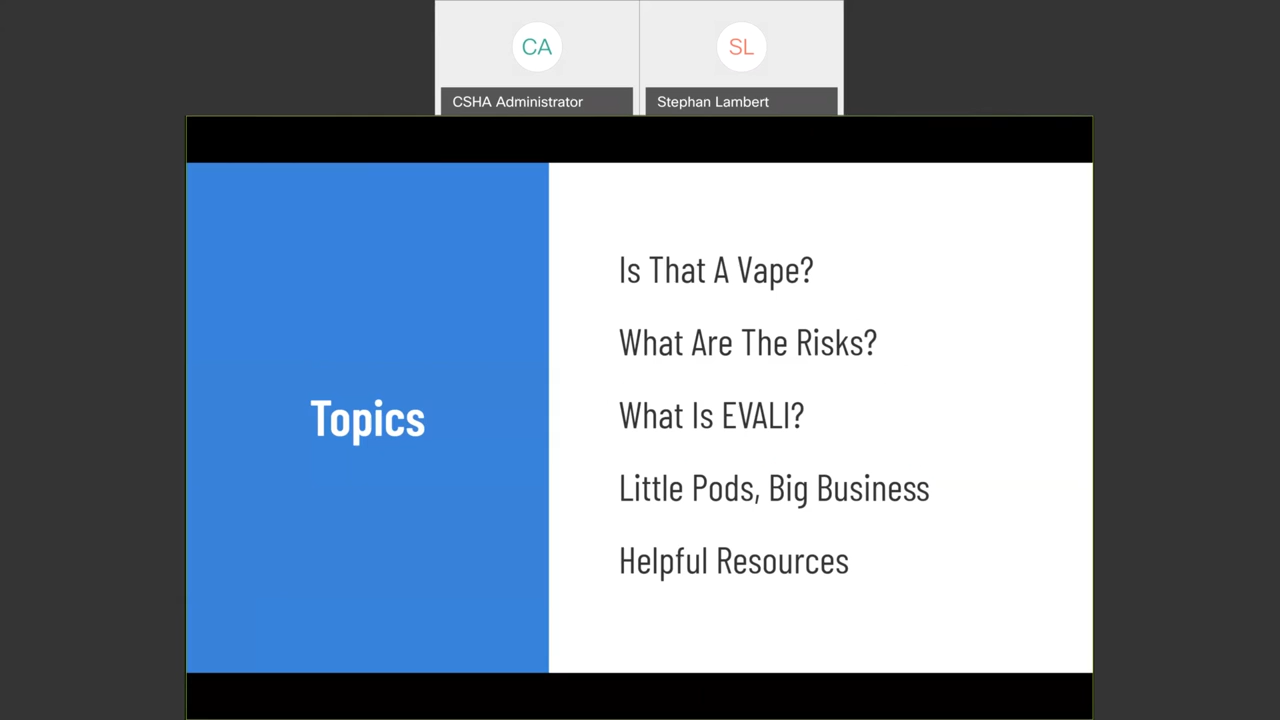 CA
SL
CSHA Administrator
Stephan Lambert
Topics
Is That A Vape?
What Are The Risks?
What Is EVALI?
Little Pods, Big Business
Helpful Resources